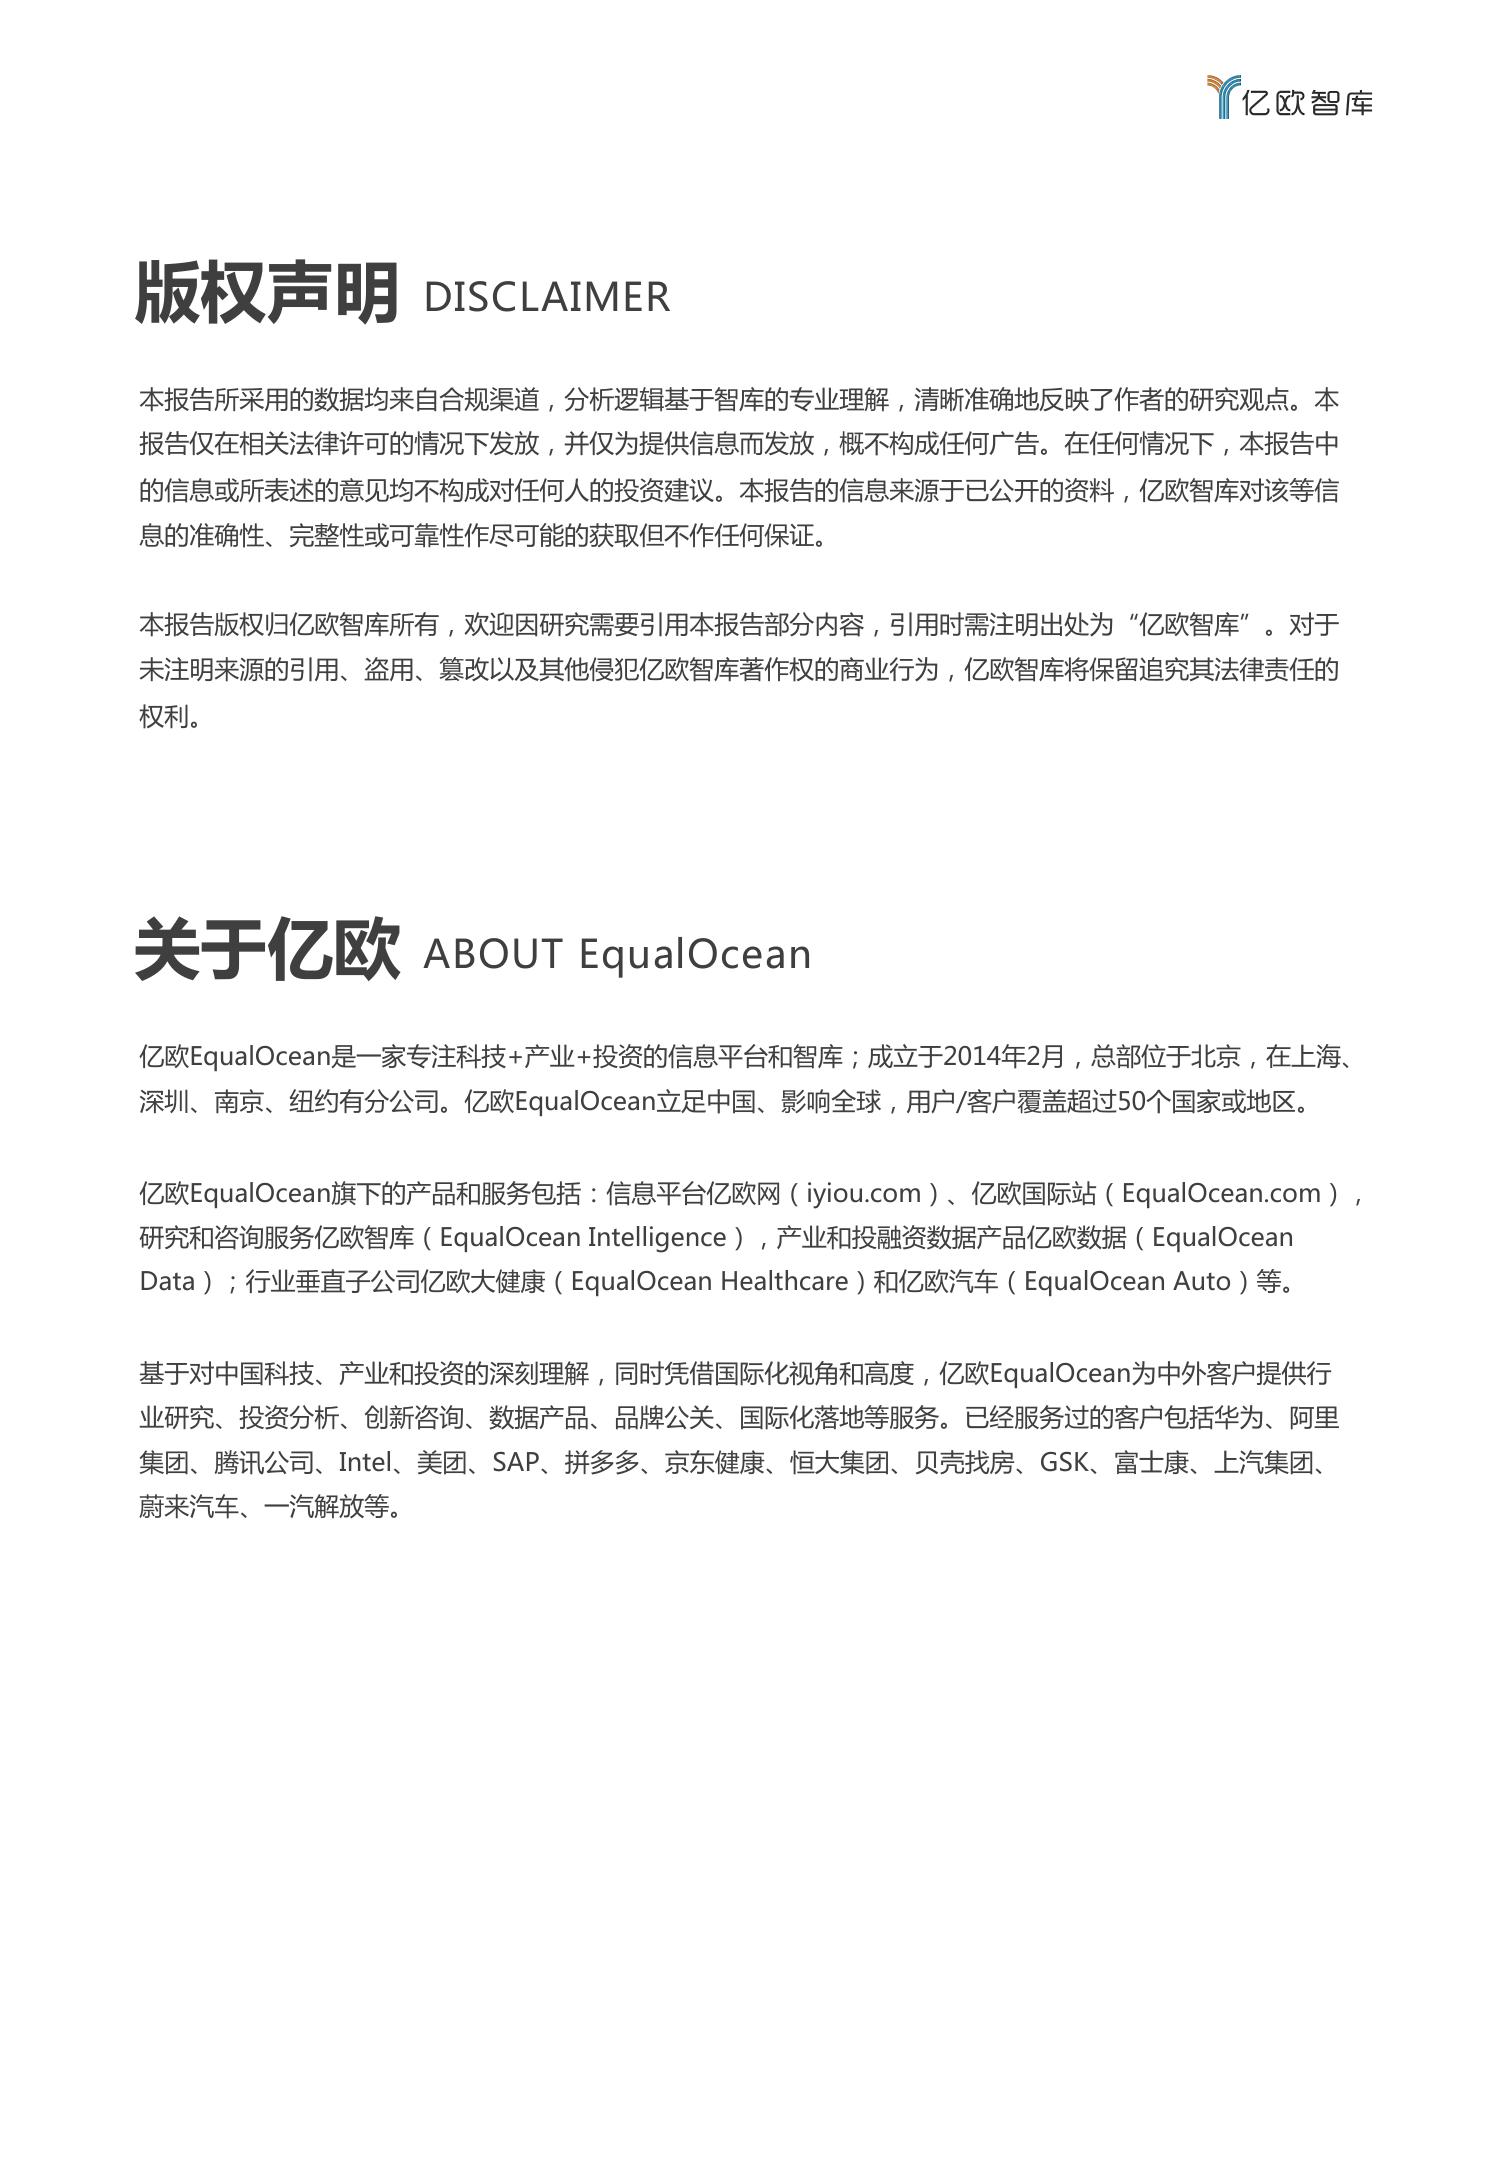 亿欧智库
版权声明 DISCLAIMER
本报告所采用的数据均来自合规渠道，分析逻辑基于智库的专业理解，清晰准确地反映了作者的研究观点。本
报告仅在相关法律许可的情况下发放，并仅为提供信息而发放，概不构成任何广告。在任何情况下，本报告中
的信息或所表述的意见均不构成对任何人的投资建议。本报告的信息来源于已公开的资料，亿欧智库对该等信
息的准确性、完整性或可靠性作尽可能的获取但不作任何保证。
本报告版权归亿欧智库所有，欢迎因研究需要引用本报告部分内容，引用时需注明出处为“亿欧智库”。对于
未注明来源的引用、盗用、篡改以及其他侵犯亿欧智库著作权的商业行为，亿欧智库将保留追究其法律责任的
权利。
关于亿欧 ABOUT EqualOcean
亿欧EqualOcean是一家专注科技+产业+投资的信息平台和智库；成立于2014年2月，总部位于北京，在上海、
深圳、南京、纽约有分公司。亿欧EqualOcean立足中国、影响全球，用户/客户覆盖超过50个国家或地区。
亿欧EqualOcean旗下的产品和服务包括：信息平台亿欧网（iyiou.com）、亿欧国际站（EqualOcean.com），
研究和咨询服务亿欧智库（EqualOcean Intelligence），产业和投融资数据产品亿欧数据（EqualOcean
Data）；行业垂直子公司亿欧大健康（EqualOcean Healthcare）和亿欧汽车（EqualOcean Auto）等。
基于对中国科技、产业和投资的深刻理解，同时凭借国际化视角和高度，亿欧EqualOcean为中外客户提供行
业研究、投资分析、创新咨询、数据产品、品牌公关、国际化落地等服务。已经服务过的客户包括华为、阿里
集团、腾讯公司、Intel、美团、SAP、拼多多、京东健康、恒大集团、贝壳找房、GSK、富士康、上汽集团、
蔚来汽车、一汽解放等。